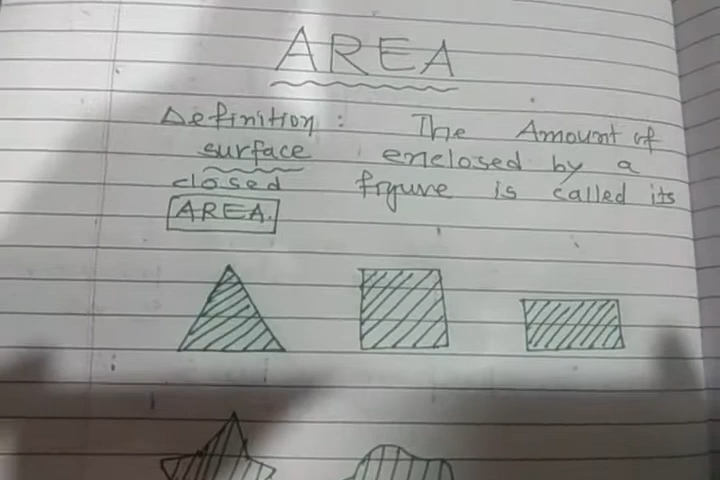 AREA
Definition : The Amount of
surface enclosed by a
closed figure is called its
AREA.